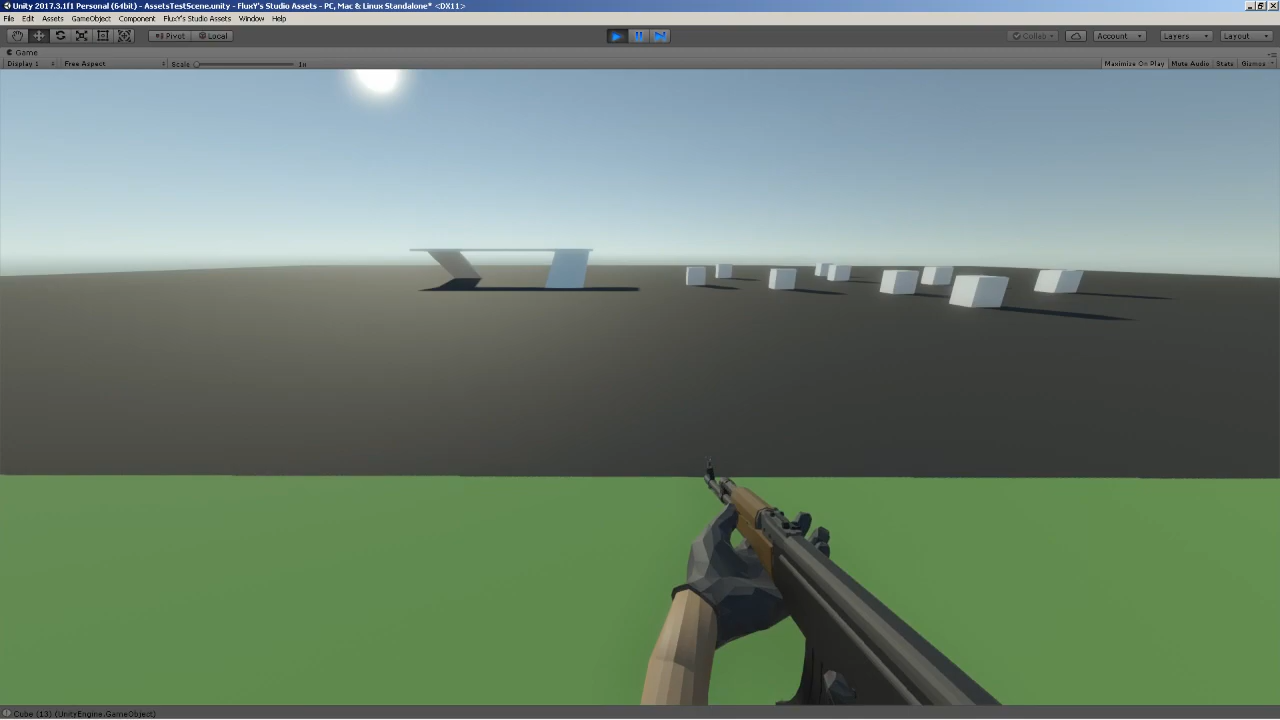 Unity 2017.3.1f1 Personal (64bit) - AssetsTestScene.unity - FluxY's Studio Assets - PC, Mac & Linux Standalone* <DX11>
File Edit Assets GameObject Component FluxY's Studio Assets Window Help
Pivot Local Collab Account Layers Layout
Game
Display 1 Free Aspect Scale 1x Maximize On Play Mute Audio Stats Gizmos
Cube (13) (UnityEngine.GameObject)